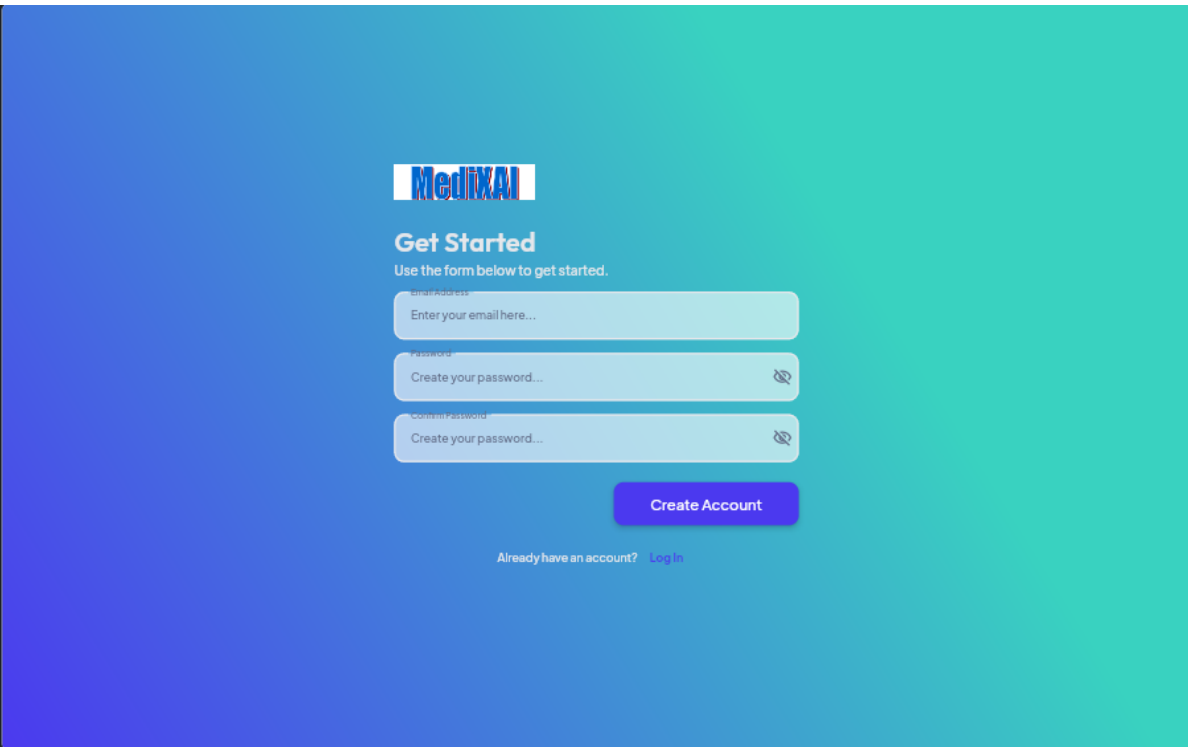 MediXAI
Get Started
Use the form below to get started.
Email Address
Enter your email here...
Password
Create your password...
Confirm Password
Create your password...
Create Account
Already have an account? Log In